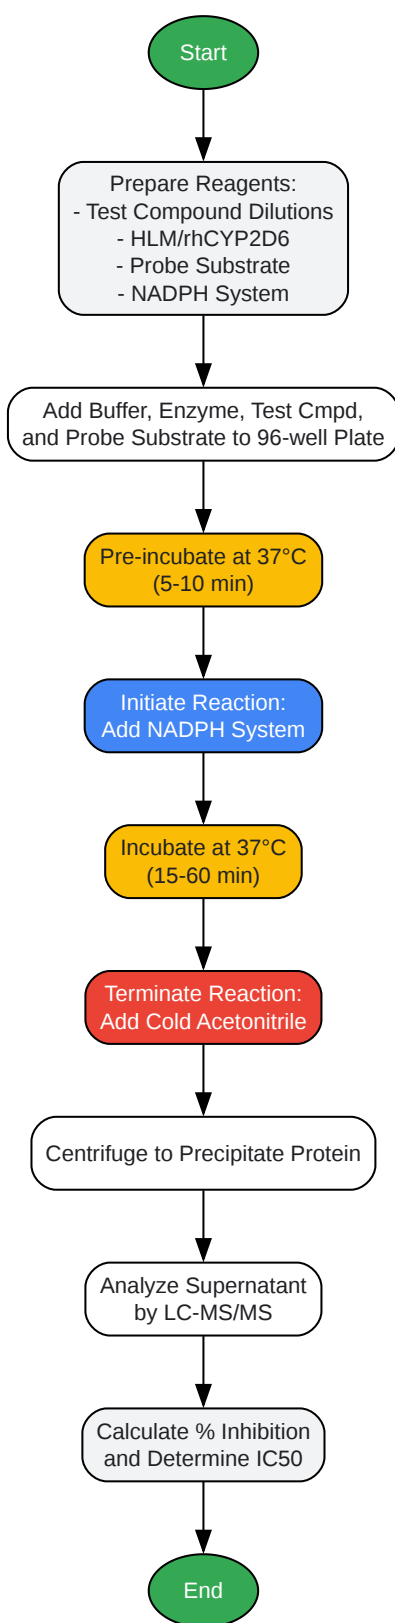 Start
Prepare Reagents:
- Test Compound Dilutions
- HLM/rhCYP2D6
- Probe Substrate
- NADPH System
Add Buffer, Enzyme, Test Cmpd,
and Probe Substrate to 96-well Plate
Pre-incubate at 37°C
(5-10 min)
Initiate Reaction:
Add NADPH System
Incubate at 37°C
(15-60 min)
Terminate Reaction:
Add Cold Acetonitrile
Centrifuge to Precipitate Protein
Analyze Supernatant
by LC-MS/MS
Calculate % Inhibition
and Determine IC50
End